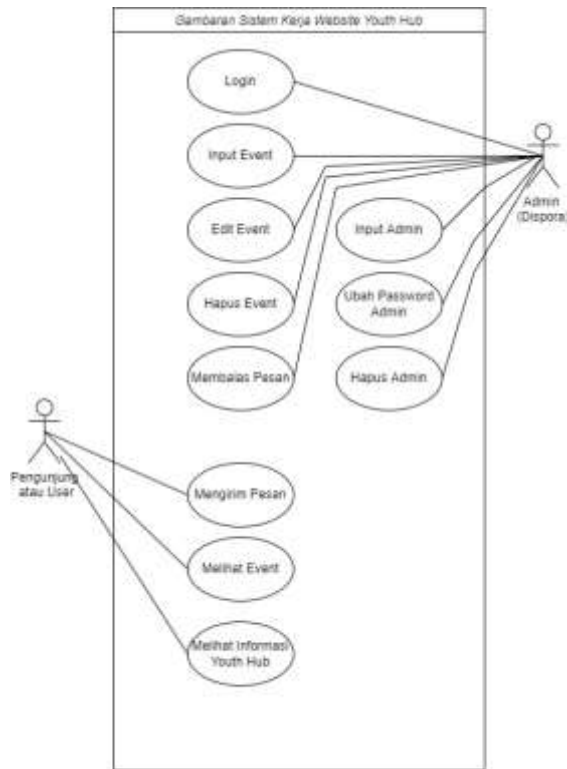 Gambaran Sistem Kerja Website Youth Hub
Login
Input Event
Edit Event
Hapus Event
Membalas Pesan
Input Admin
Ubah Password
Admin
Hapus Admin
Admin
(Dispora)
Pengunjung
atau User
Mengirim Pesan
Melihat Event
Melihat Informasi
Youth Hub